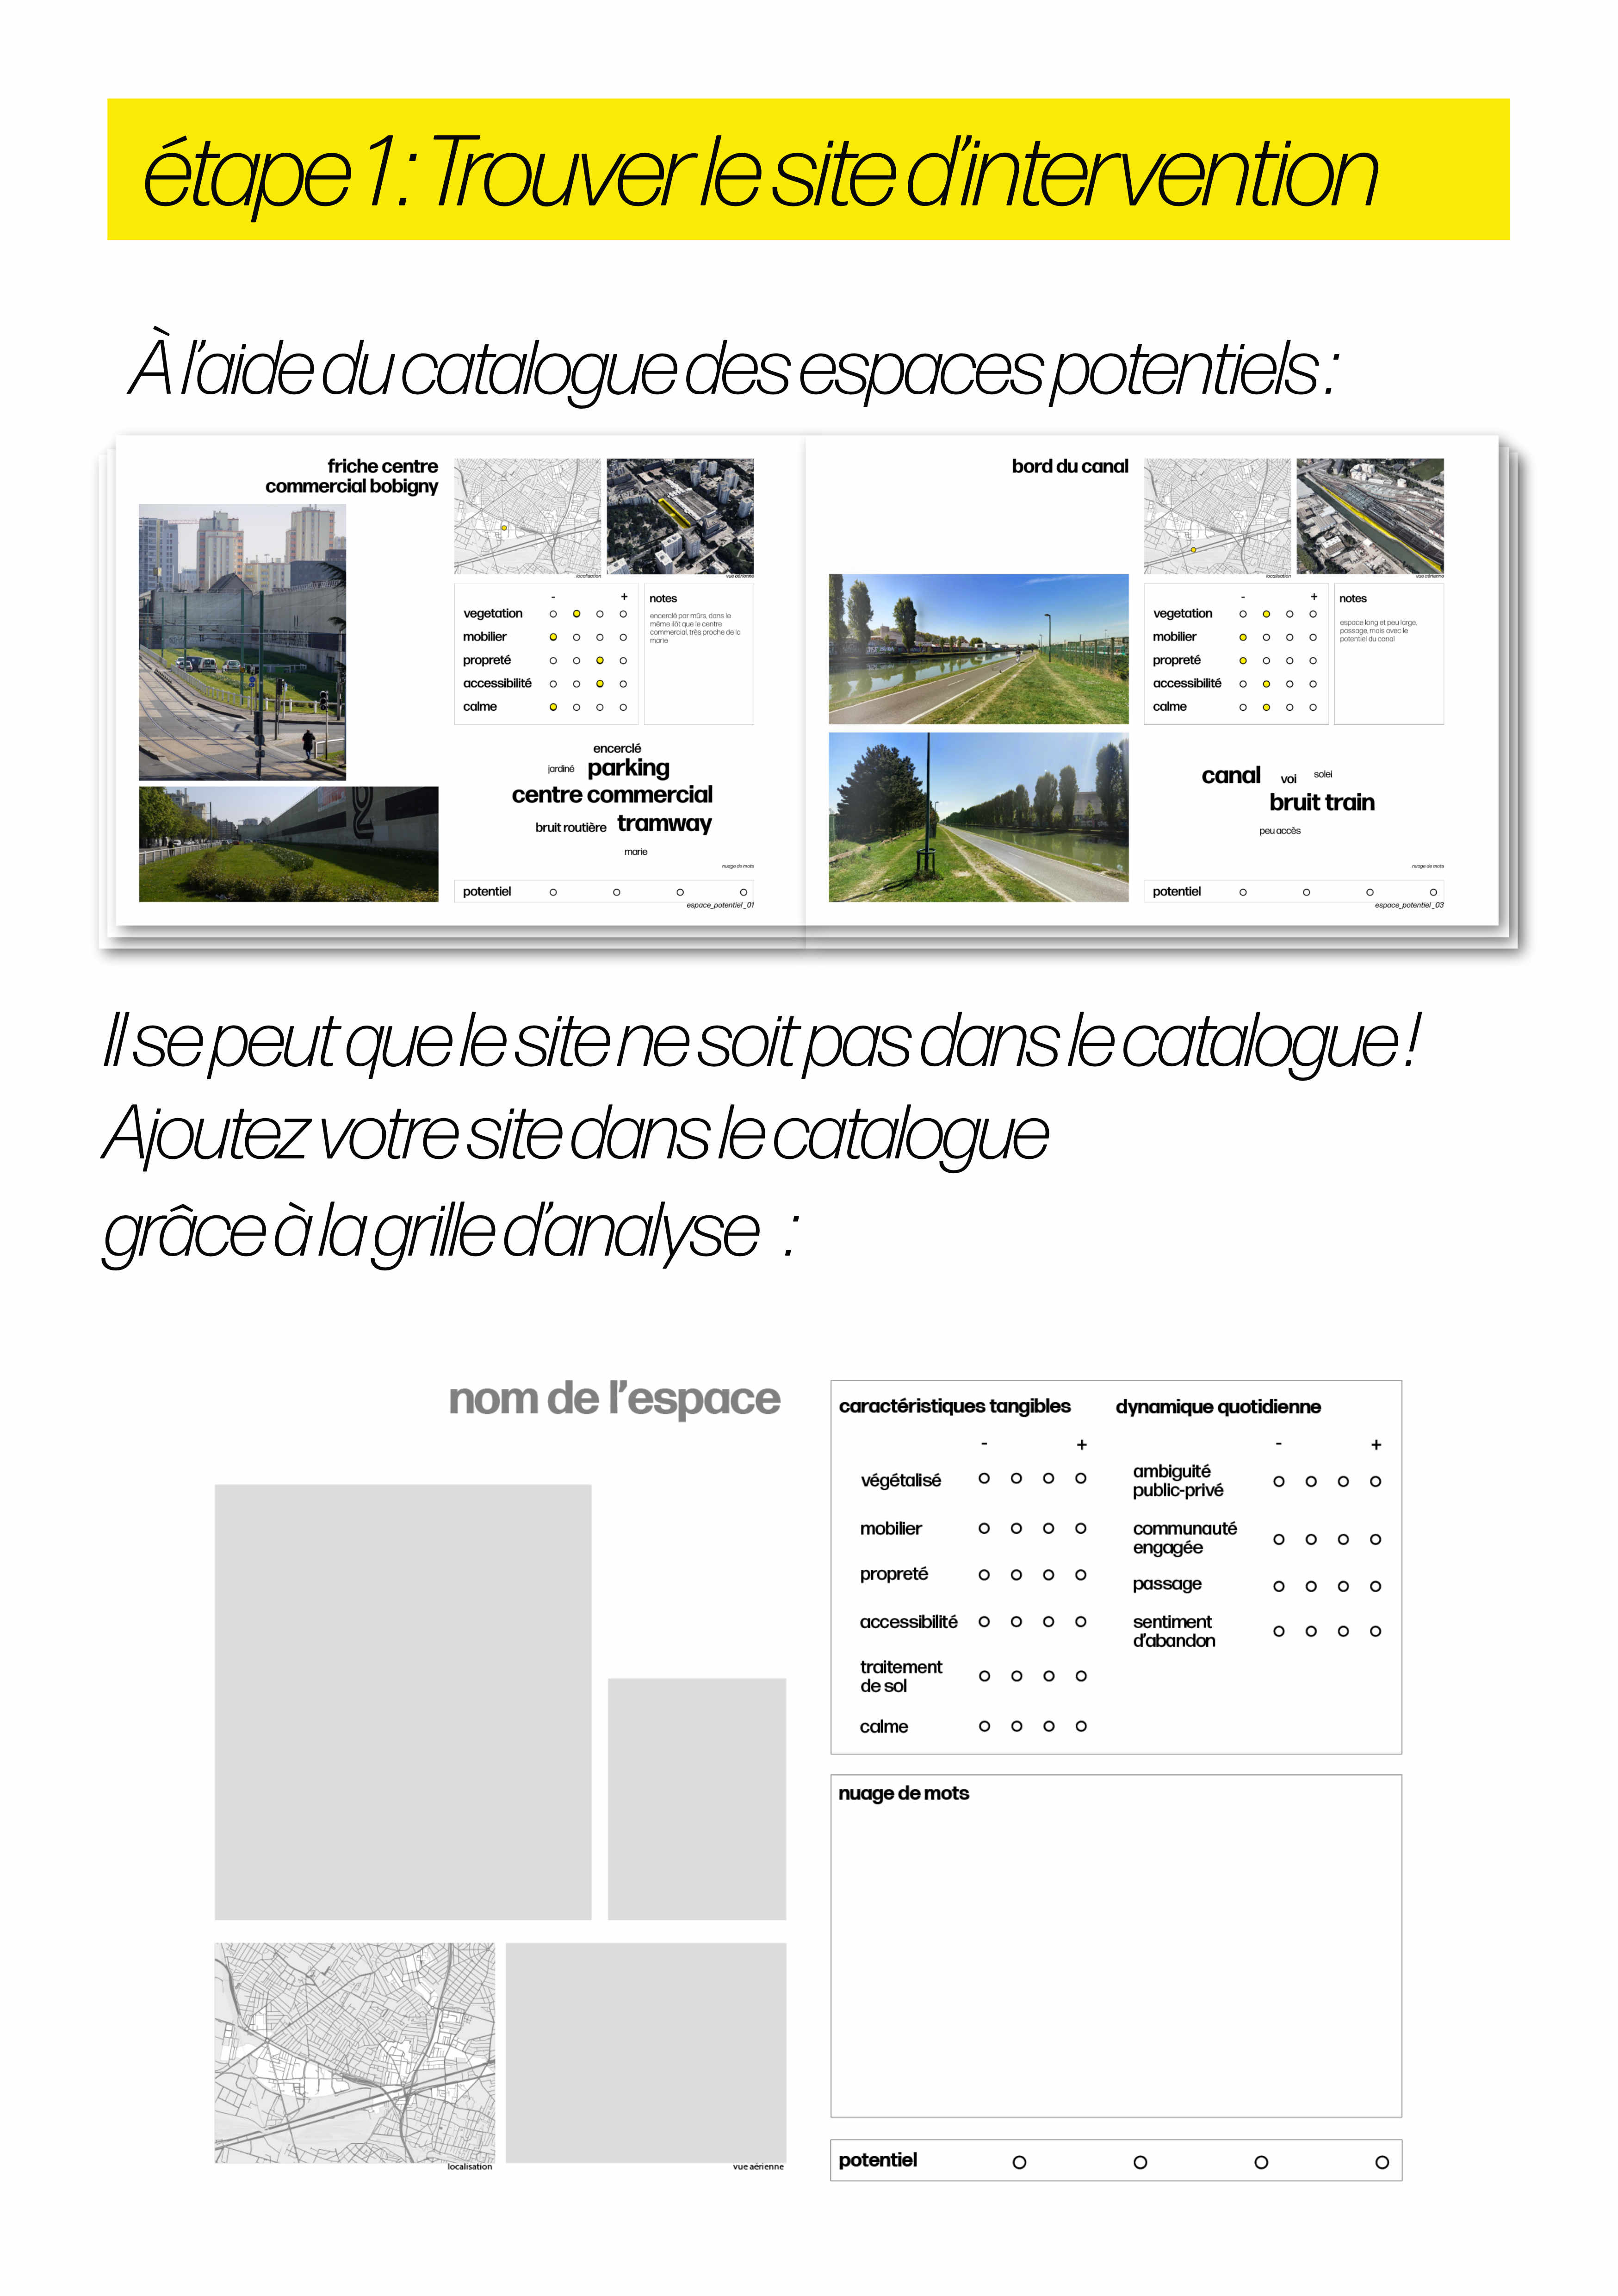 étape 1 : Trouver le site d'intervention
À l'aide du catalogue des espaces potentiels :
friche centre
commercial bobigny
localisation
vue aérienne
- +
vegetation
mobilier
propreté
accessibilité
calme
notes
encerclé par mûrs, dans le
même ilôt que le centre
commercial, très proche de la
marie
encerclé
jardiné parking
centre commercial
bruit routière tramway
marie
nuage de mots
potentiel
espace_potentiel_01
bord du canal
localisation
vue aérienne
- +
vegetation
mobilier
propreté
accessibilité
calme
notes
espace long et peu large,
passage, mais avec le
potentiel du canal
canal voi solei
bruit train
peu accès
nuage de mots
potentiel
espace_potentiel_03
Il se peut que le site ne soit pas dans le catalogue !
Ajoutez votre site dans le catalogue
grâce à la grille d'analyse :
nom de l'espace
localisation
vue aérienne
caractéristiques tangibles
- +
végétalisé
mobilier
propreté
accessibilité
traitement
de sol
calme
dynamique quotidienne
- +
ambiguité
public-privé
communauté
engagée
passage
sentiment
d'abandon
nuage de mots
potentiel